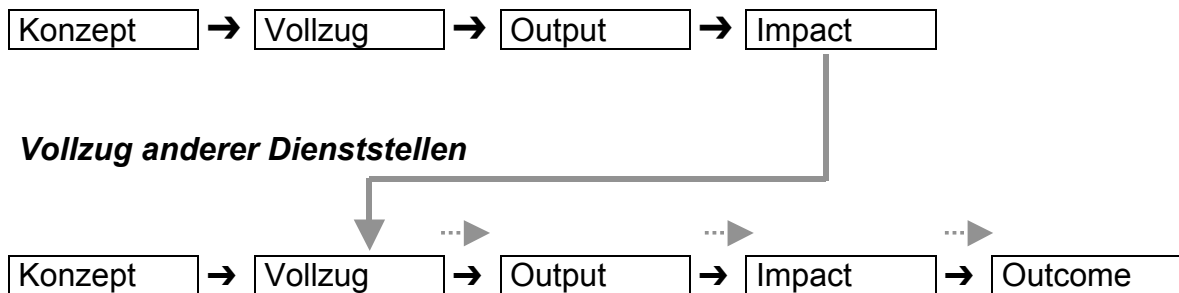 Konzept ➔ Vollzug ➔ Output ➔ Impact
Vollzug anderer Dienststellen
Konzept ➔ Vollzug ➔ Output ➔ Impact ➔ Outcome